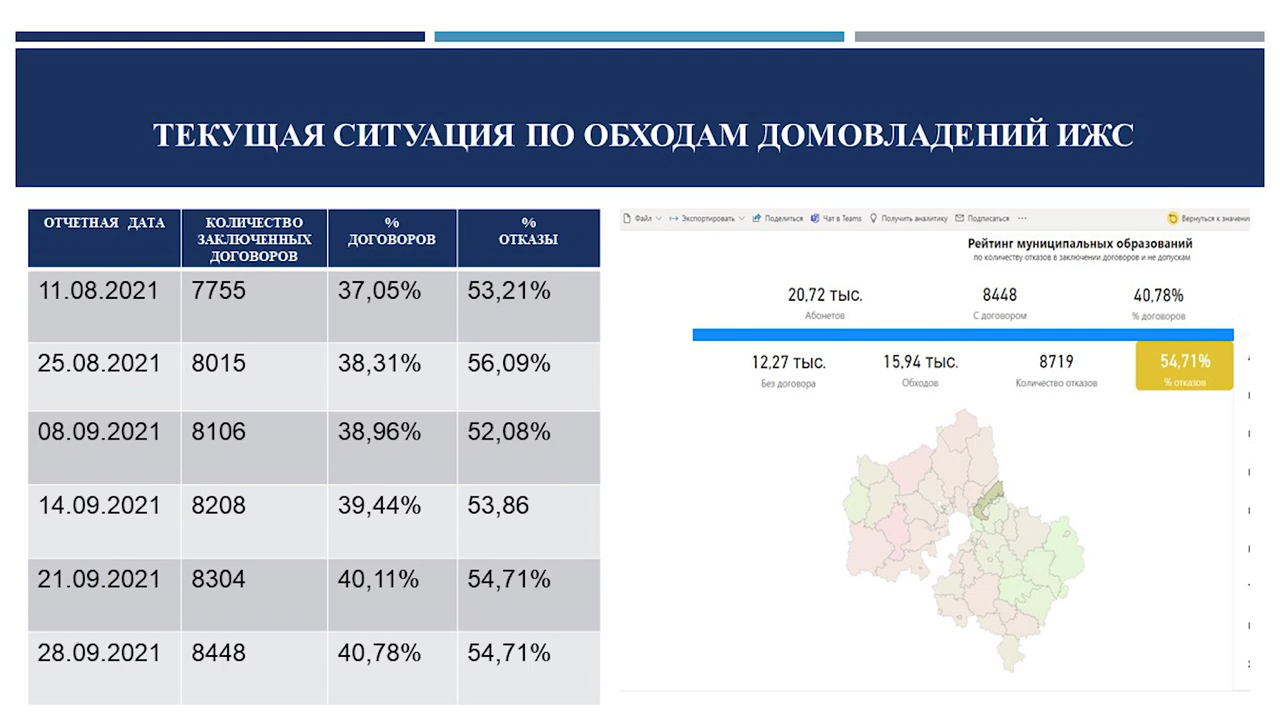 ТЕКУЩАЯ СИТУАЦИЯ ПО ОБХОДАМ ДОМОВЛАДЕНИЙ ИЖС
ОТЧЕТНАЯ ДАТА
КОЛИЧЕСТВО
ЗАКЛЮЧЕННЫХ
ДОГОВОРОВ
%
ДОГОВОРОВ
%
ОТКАЗЫ
11.08.2021 7755 37,05% 53,21%
25.08.2021 8015 38,31% 56,09%
08.09.2021 8106 38,96% 52,08%
14.09.2021 8208 39,44% 53,86
21.09.2021 8304 40,11% 54,71%
28.09.2021 8448 40,78% 54,71%
Файл Экспортировать Поделиться Чат в Teams Получить аналитику Подписаться ··· Вернуться к
Рейтинг муниципальных образований
по количеству отказов в заключении договоров и не допускам
20,72 тыс. 8448 40,78%
Абонетов С договором % договоров
12,27 тыс. 15,94 тыс. 8719 54,71%
Без договора Обходов Количество отказов % отказов